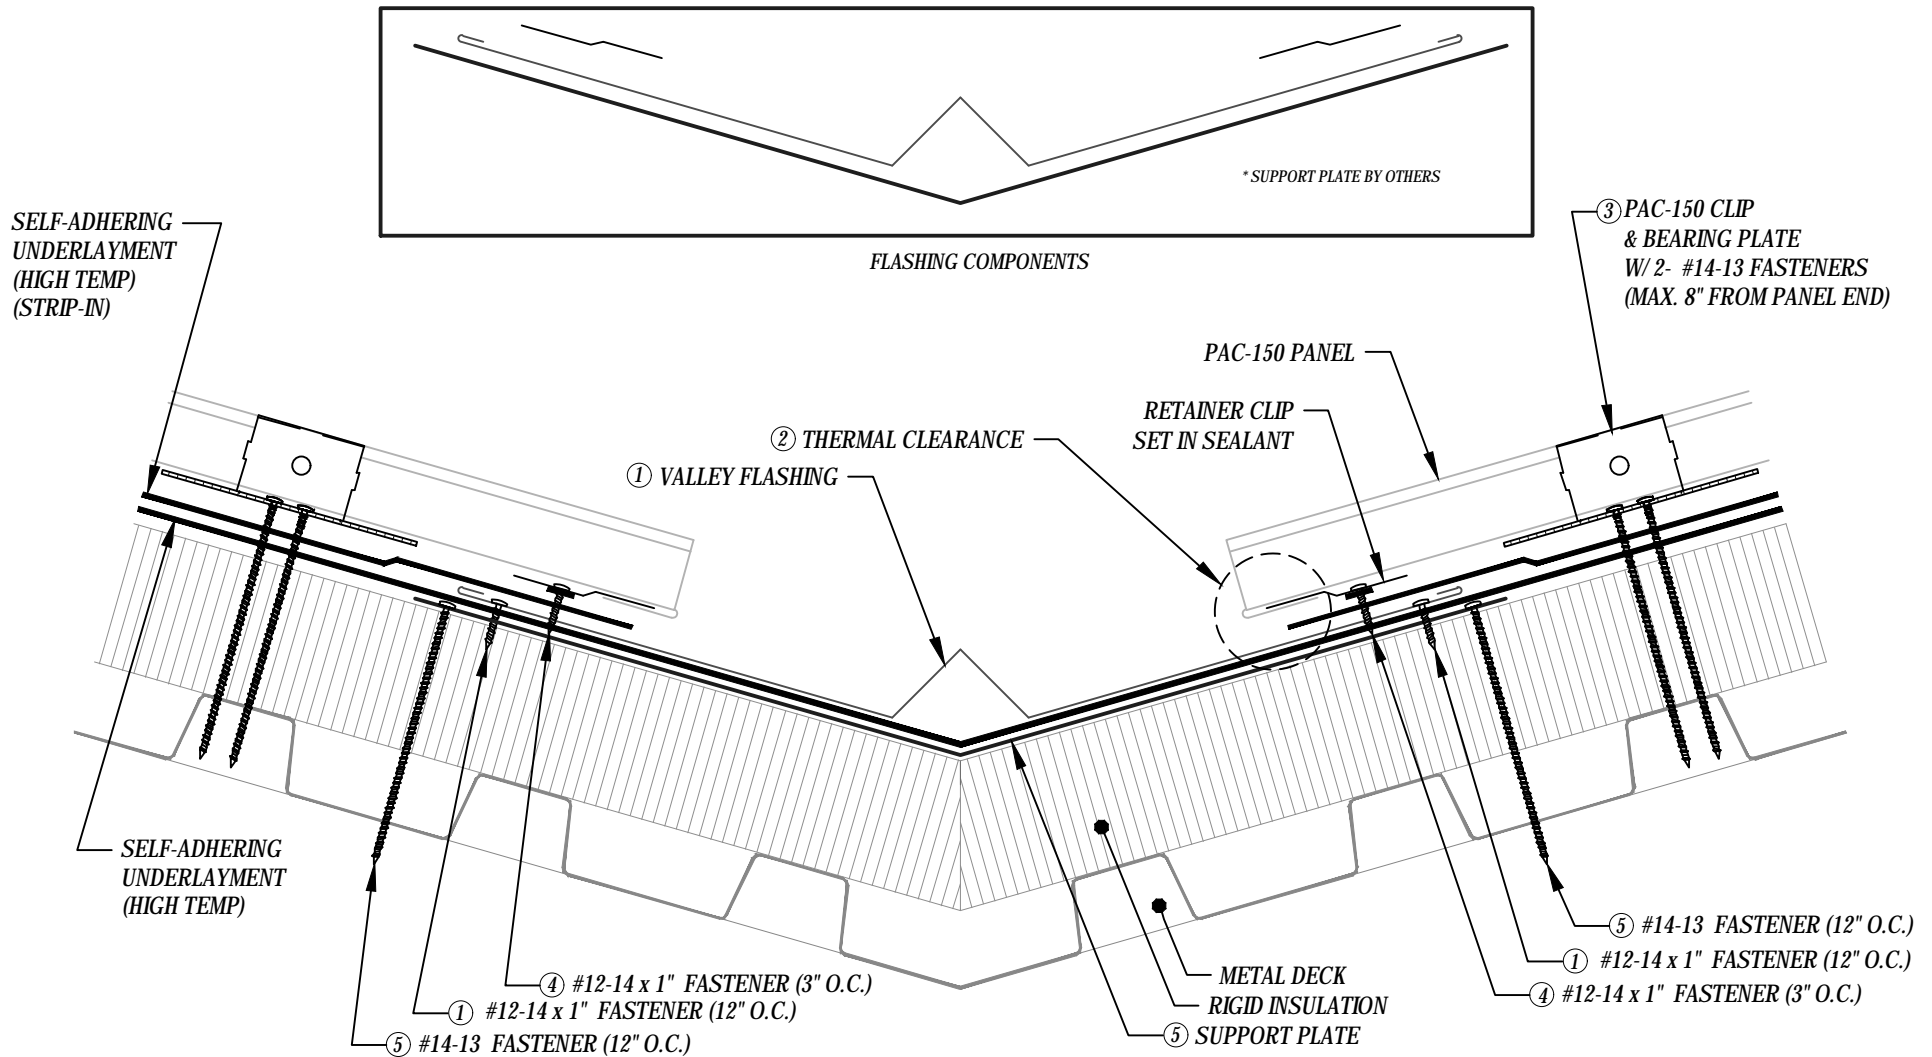 * SUPPORT PLATE BY OTHERS
FLASHING COMPONENTS
SELF-ADHERING
UNDERLAYMENT
(HIGH TEMP)
(STRIP-IN)
③ PAC-150 CLIP
& BEARING PLATE
W/ 2- #14-13 FASTENERS
(MAX. 8" FROM PANEL END)
PAC-150 PANEL
RETAINER CLIP
SET IN SEALANT
② THERMAL CLEARANCE
① VALLEY FLASHING
SELF-ADHERING
UNDERLAYMENT
(HIGH TEMP)
④ #12-14 x 1" FASTENER (3" O.C.)
① #12-14 x 1" FASTENER (12" O.C.)
⑤ #14-13 FASTENER (12" O.C.)
METAL DECK
RIGID INSULATION
⑤ SUPPORT PLATE
⑤ #14-13 FASTENER (12" O.C.)
① #12-14 x 1" FASTENER (12" O.C.)
④ #12-14 x 1" FASTENER (3" O.C.)